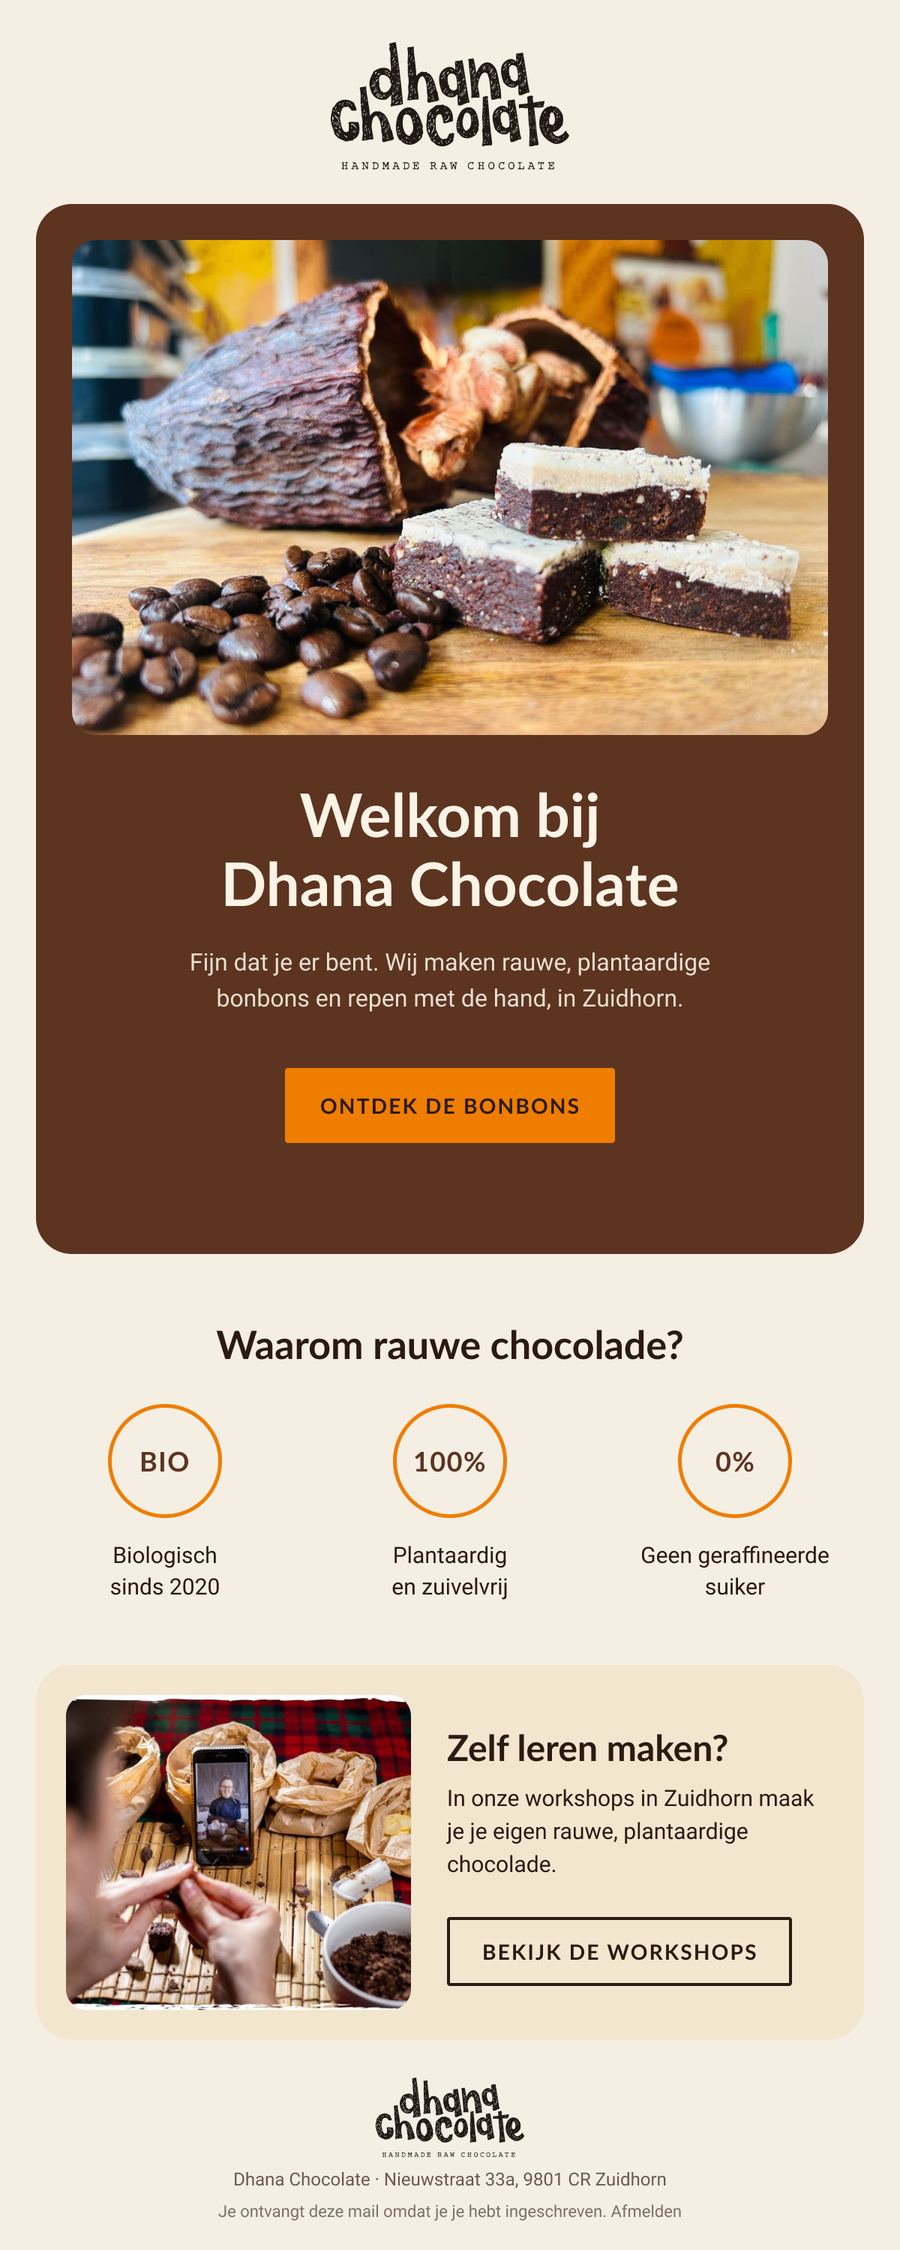 dhana
chocolate
HANDMADE RAW CHOCOLATE
Welkom bij
Dhana Chocolate
Fijn dat je er bent. Wij maken rauwe, plantaardige
bonbons en repen met de hand, in Zuidhorn.
ONTDEK DE BONBONS
Waarom rauwe chocolade?
BIO
100%
0%
Biologisch
sinds 2020
Plantaardig
en zuivelvrij
Geen geraffineerde
suiker
Zelf leren maken?
In onze workshops in Zuidhorn maak
je je eigen rauwe, plantaardige
chocolade.
BEKIJK DE WORKSHOPS
dhana
chocolate
HANDMADE RAW CHOCOLATE
Dhana Chocolate · Nieuwstraat 33a, 9801 CR Zuidhorn
Je ontvangt deze mail omdat je je hebt ingeschreven. Afmelden